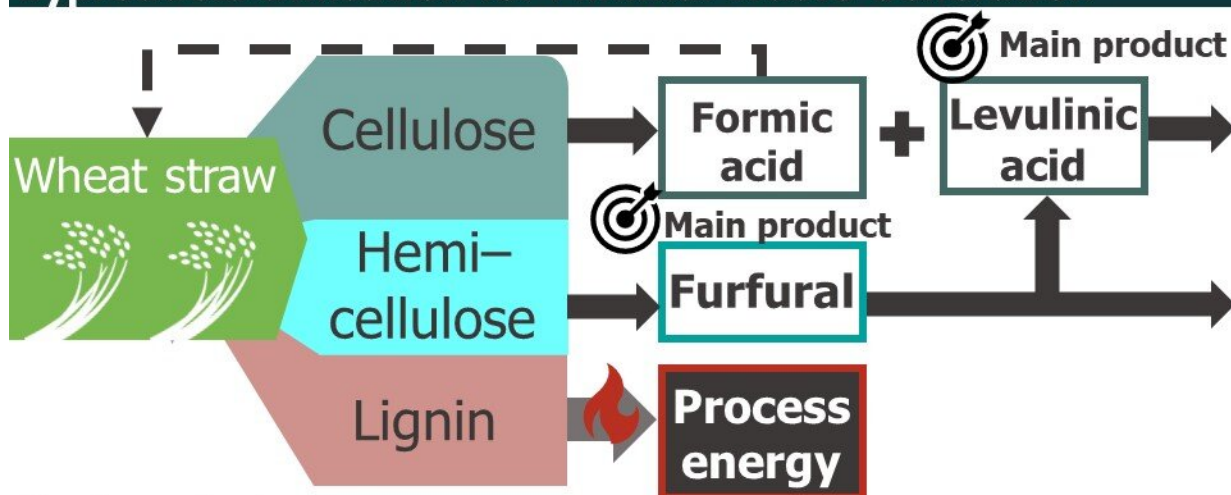 Main product
Cellulose
Formic
acid
Levulinic
acid
Wheat straw
Main product
Hemi–
cellulose
Furfural
Lignin
Process
energy